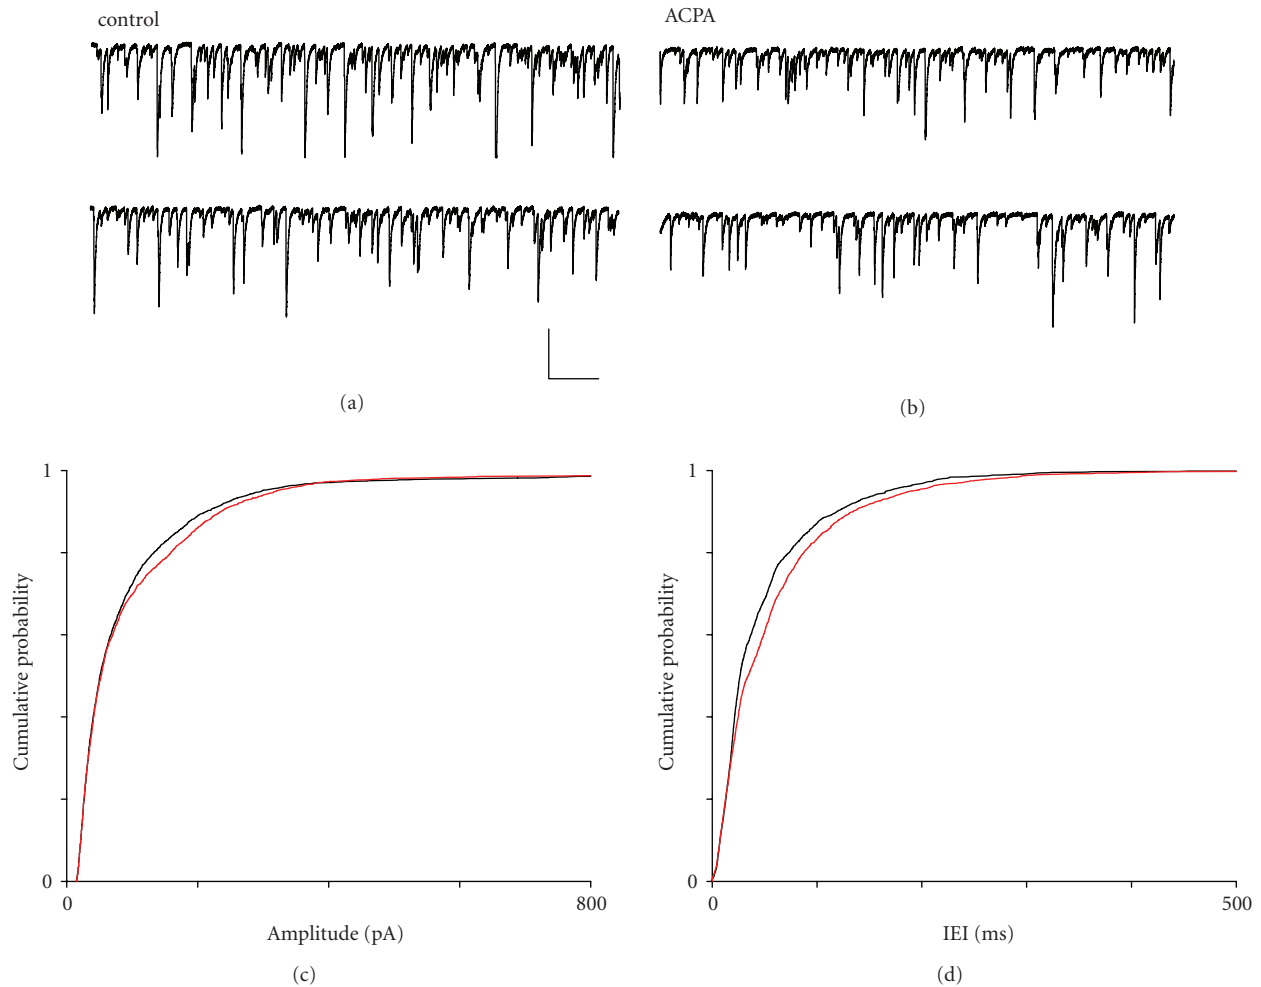 control
ACPA
(a)
(b)
1
Cumulative probability
0
0
800
Amplitude (pA)
(c)
1
Cumulative probability
0
0
500
IEI (ms)
(d)